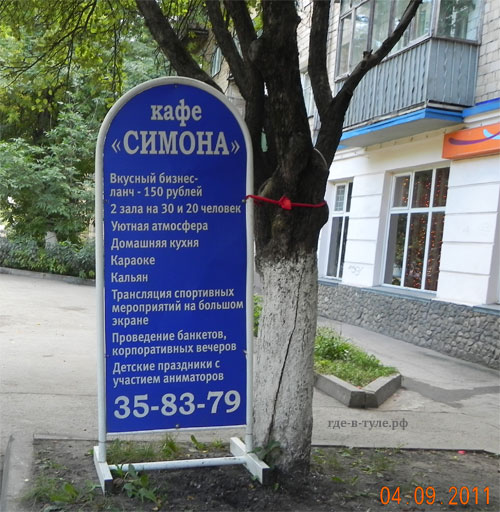 кафе
«СИМОНА»
Вкусный бизнес-
ланч - 150 рублей
2 зала на 30 и 20 человек
Уютная атмосфера
Домашняя кухня
Караоке
Кальян
Трансляция спортивных
мероприятий на большом
экране
Проведение банкетов,
корпоративных вечеров
Детские праздники с
участием аниматоров
35-83-79
где-в-туле.рф
04.09.2011